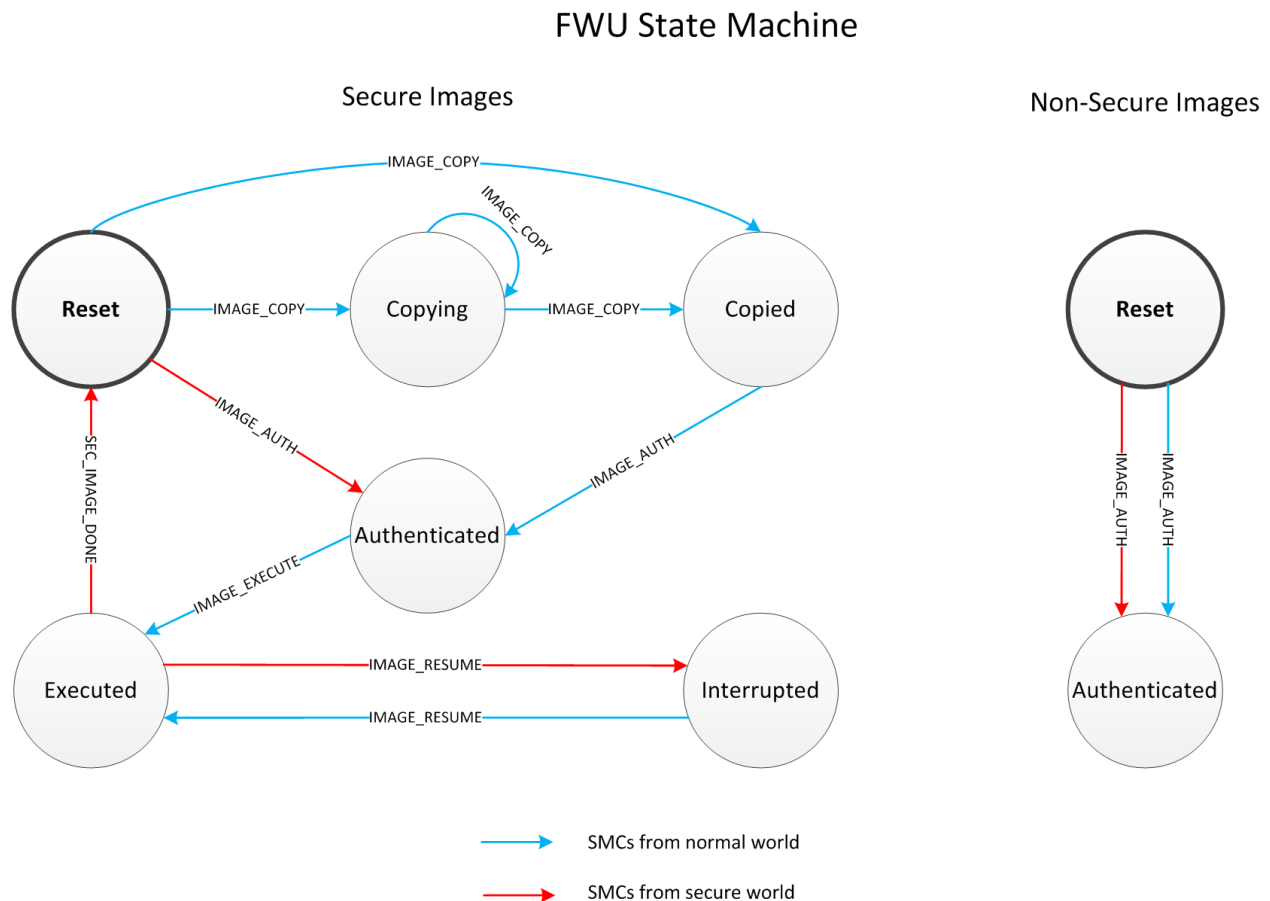 FWU State Machine
Secure Images
Non-Secure Images
IMAGE_COPY
IMAGE_COPY
Reset
IMAGE_COPY
Copying
IMAGE_COPY
Copied
Reset
IMAGE_AUTH
IMAGE_AUTH
SEC_IMAGE_DONE
IMAGE_AUTH
IMAGE_AUTH
Authenticated
IMAGE_EXECUTE
Executed
IMAGE_RESUME
IMAGE_RESUME
Interrupted
Authenticated
SMCs from normal world
SMCs from secure world